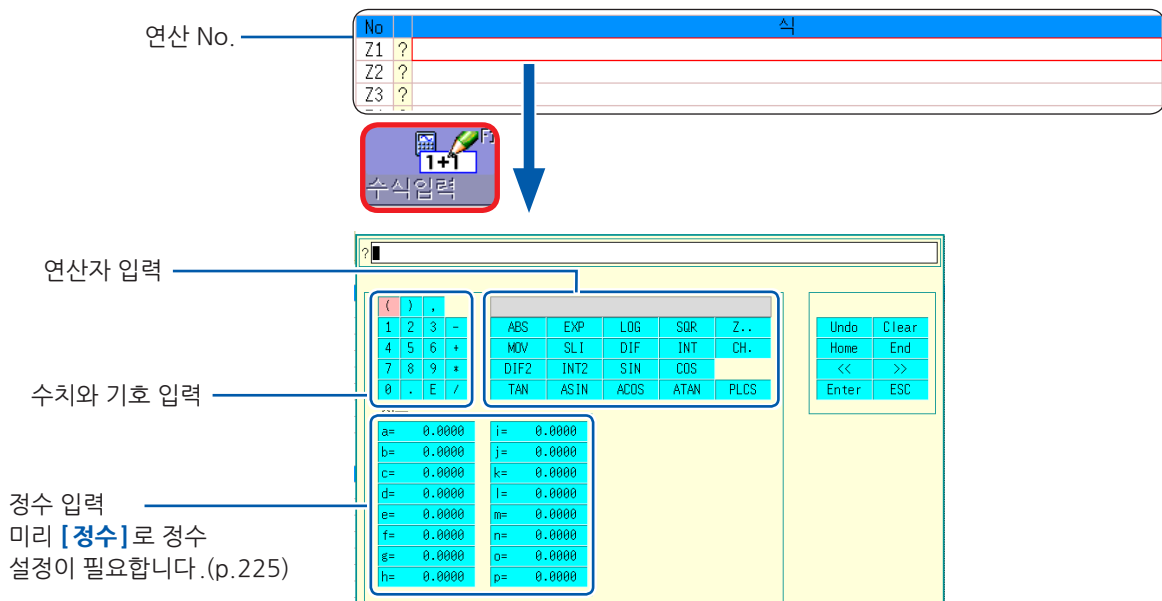 연산 No.
No 식
Z1 ?
Z2 ?
Z3 ?
F1
1+1
수식입력
?
연산자 입력
( ) ,
1 2 3 - ABS EXP LOG SQR Z.. Undo Clear
4 5 6 + MOV SLI DIF INT CH. Home End
7 8 9 * DIF2 INT2 SIN COS << >>
0 . E / TAN ASIN ACOS ATAN PLCS Enter ESC
수치와 기호 입력
a= 0.0000 i= 0.0000
b= 0.0000 j= 0.0000
c= 0.0000 k= 0.0000
d= 0.0000 l= 0.0000
e= 0.0000 m= 0.0000
f= 0.0000 n= 0.0000
g= 0.0000 o= 0.0000
h= 0.0000 p= 0.0000
정수 입력
미리 [정수]로 정수
설정이 필요합니다.(p.225)